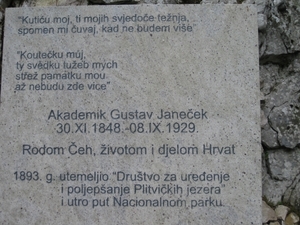 "Kutiću moj, ti mojih svjedoče težnja,
spomen mi čuvaj, kad ne budem više"
"Koutečku můj,
ty svědku tužeb mých
střež památku mou
až nebudu zde vice"
Akademik Gustav Janeček
30.XI.1848.-08.IX.1929.
Rodom Čeh, životom i djelom Hrvat
1893. g. utemeljio "Društvo za uređenje
i poljepšanje Plitvičkih jezera"
i utro put Nacionalnom parku.